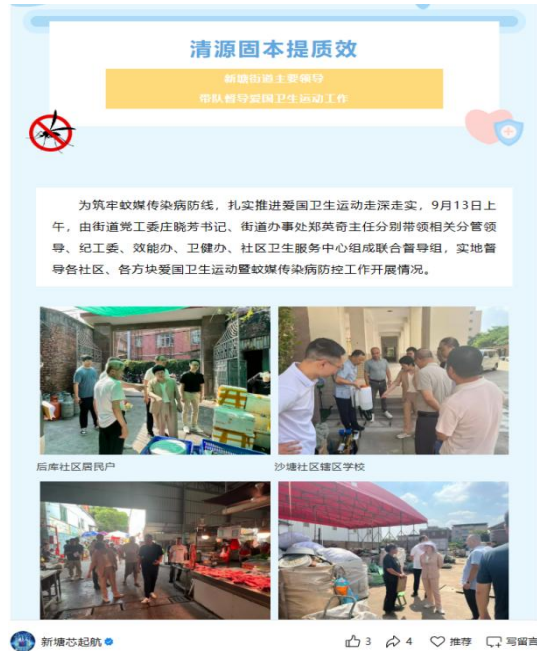 清源固本提质效
新塘街道主要领导
带队督导爱国卫生运动工作
为筑牢蚊媒传染病防线，扎实推进爱国卫生运动走深走实，9月13日上
午，由街道党工委庄晓芳书记、街道办事处郑英奇主任分别带领相关分管领
导、纪工委、效能办、卫健办、社区卫生服务中心组成联合督导组，实地督
导各社区、各方块爱国卫生运动暨蚊媒传染病防控工作开展情况。
后库社区居民户
沙塘社区辖区学校
新塘芯起航
3
4
推荐
写留言